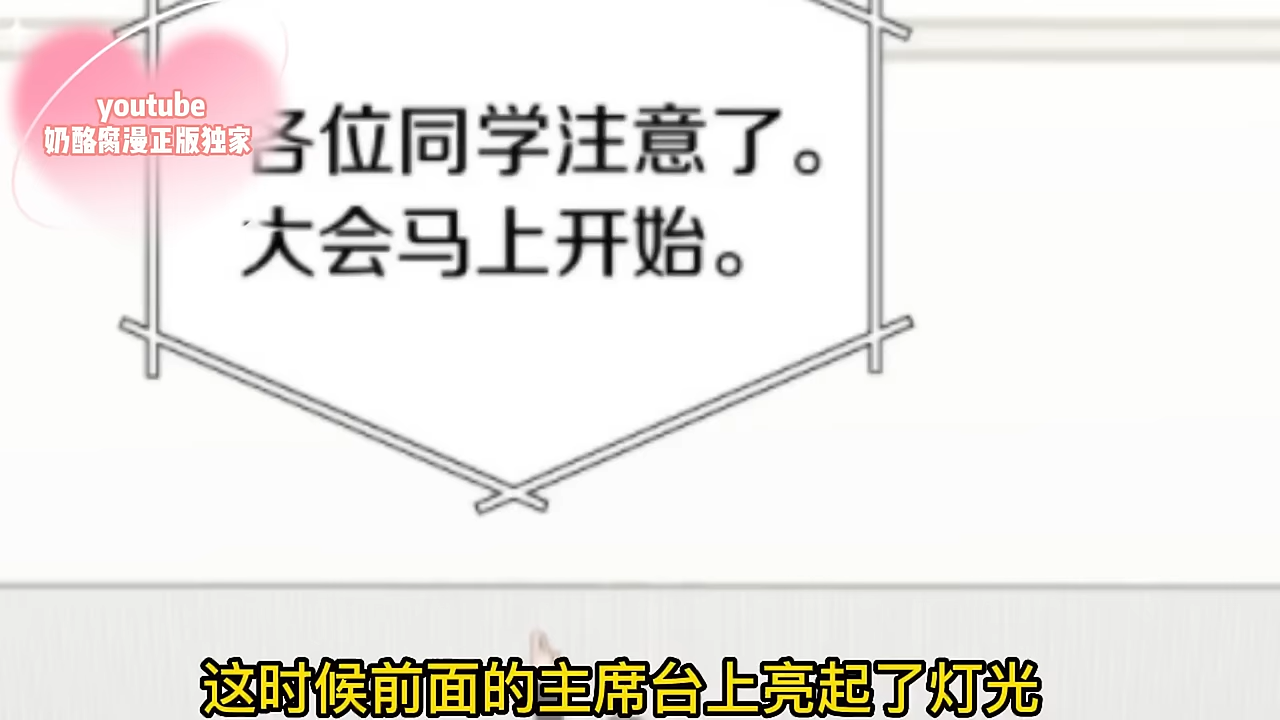 youtube
奶酪腐漫正版独家
各位同学注意了。
大会马上开始。
这时候前面的主席台上亮起了灯光